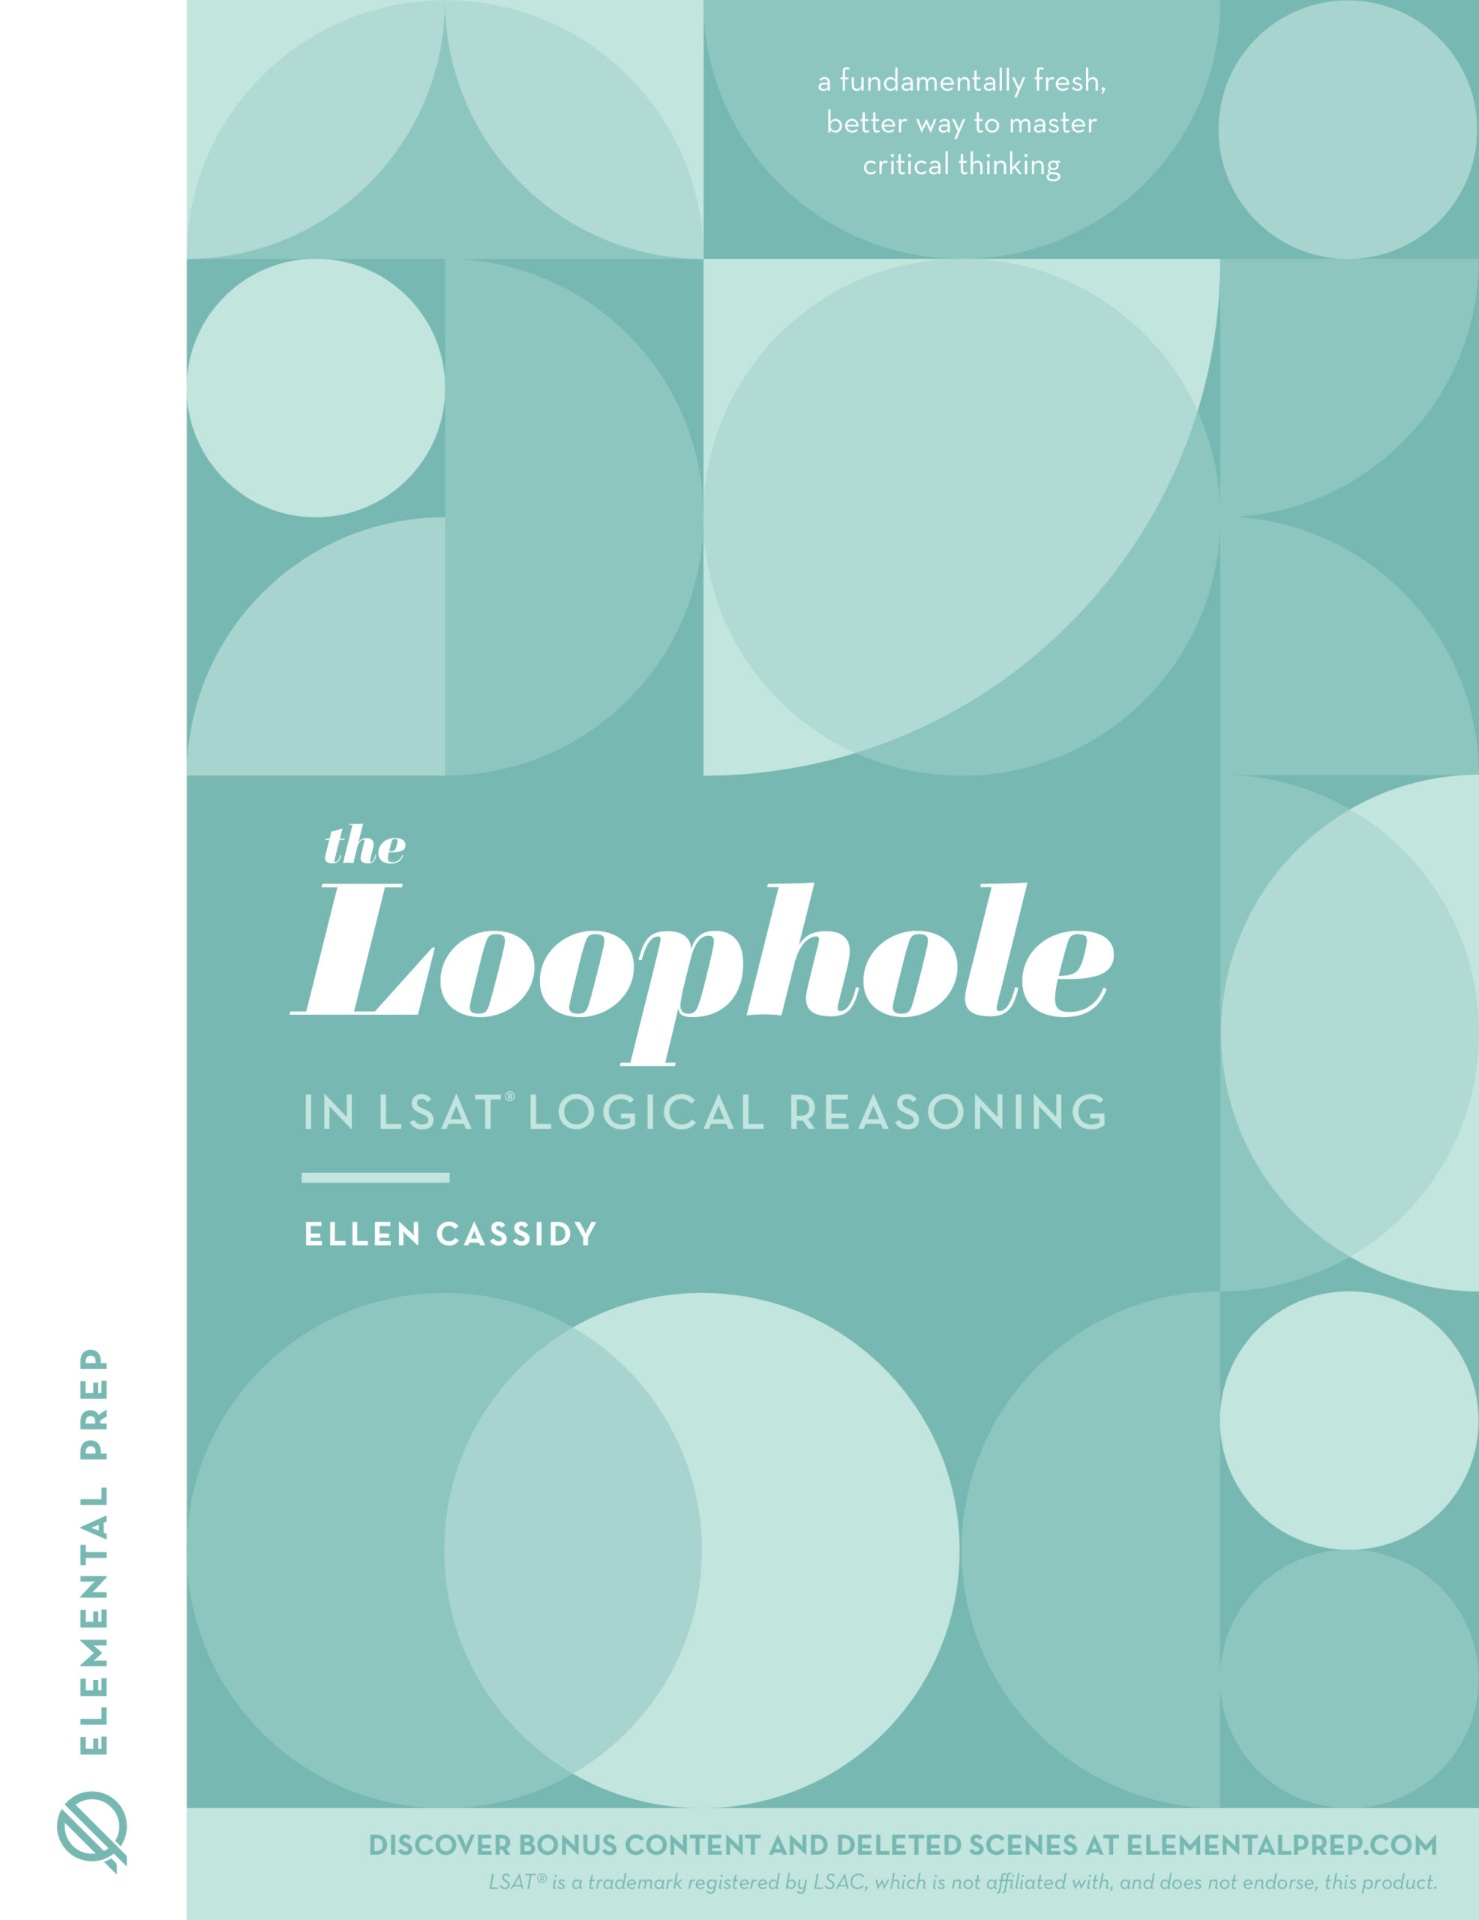 a fundamentally fresh,
better way to master
critical thinking
the
Loophole
IN LSAT® LOGICAL REASONING
ELLEN CASSIDY
ELEMENTAL PREP
DISCOVER BONUS CONTENT AND DELETED SCENES AT ELEMENTALPREP.COM
LSAT® is a trademark registered by LSAC, which is not affiliated with, and does not endorse, this product.